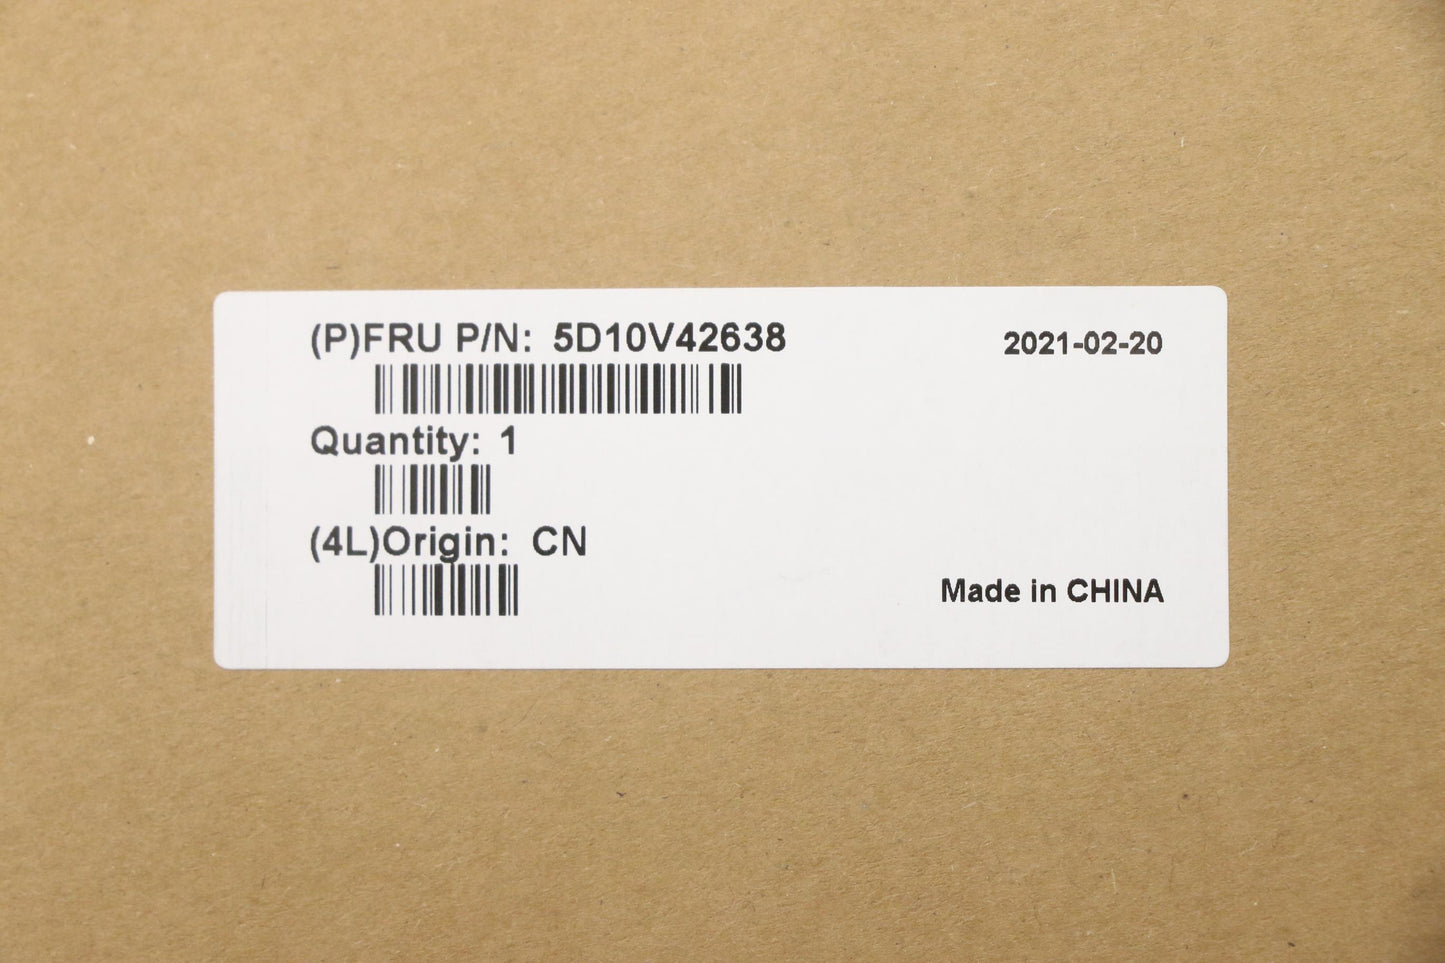 (P)FRU P/N: 5D10V42638
2021-02-20
Quantity: 1
(4L)Origin: CN
Made in CHINA